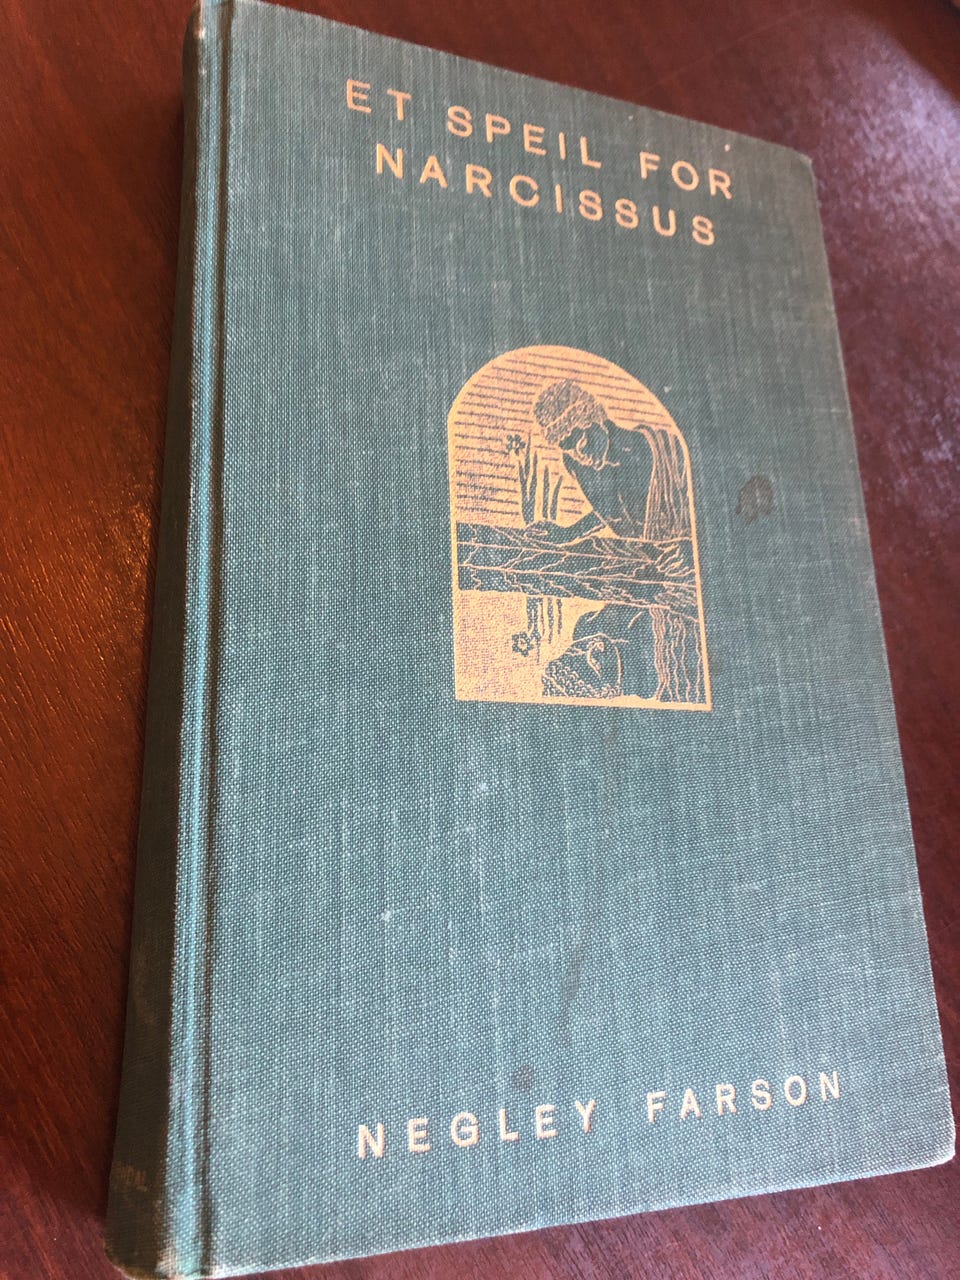 ET SPEIL FOR
NARCISSUS
NEGLEY FARSON